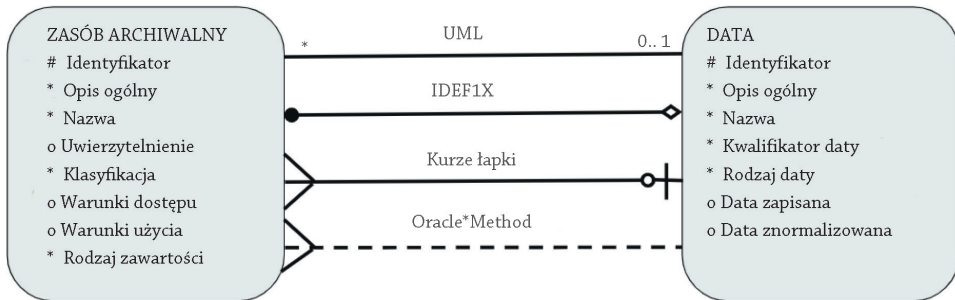 ZASÓB ARCHIWALNY
# Identyfikator
* Opis ogólny
* Nazwa
o Uwierzytelnienie
* Klasyfikacja
o Warunki dostępu
o Warunki użycia
* Rodzaj zawartości
UML
* 0.. 1
IDEF1X
Kurze łapki
Oracle*Method
DATA
# Identyfikator
* Opis ogólny
* Nazwa
* Kwalifikator daty
* Rodzaj daty
o Data zapisana
o Data znormalizowana